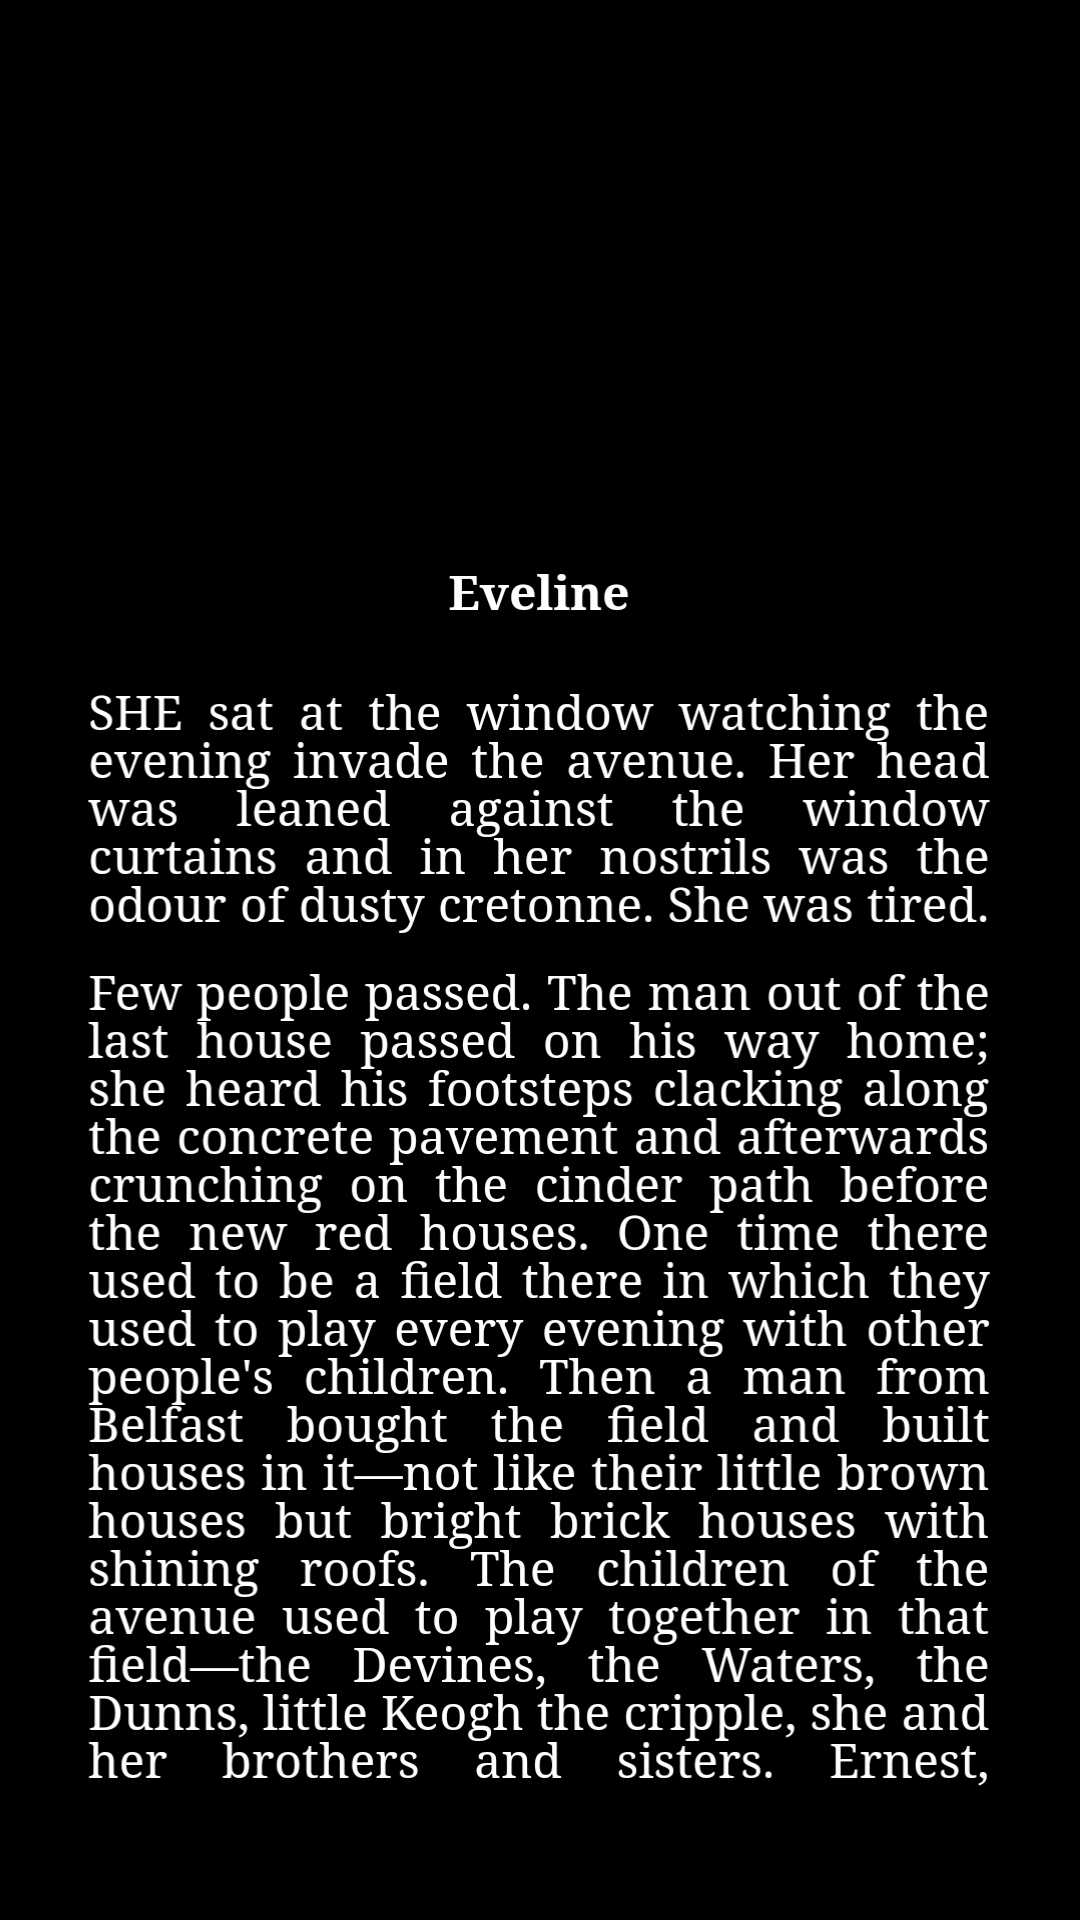 Eveline
SHE sat at the window watching the
evening invade the avenue. Her head
was leaned against the window
curtains and in her nostrils was the
odour of dusty cretonne. She was tired.
Few people passed. The man out of the
last house passed on his way home;
she heard his footsteps clacking along
the concrete pavement and afterwards
crunching on the cinder path before
the new red houses. One time there
used to be a field there in which they
used to play every evening with other
people's children. Then a man from
Belfast bought the field and built
houses in it—not like their little brown
houses but bright brick houses with
shining roofs. The children of the
avenue used to play together in that
field—the Devines, the Waters, the
Dunns, little Keogh the cripple, she and
her brothers and sisters. Ernest,